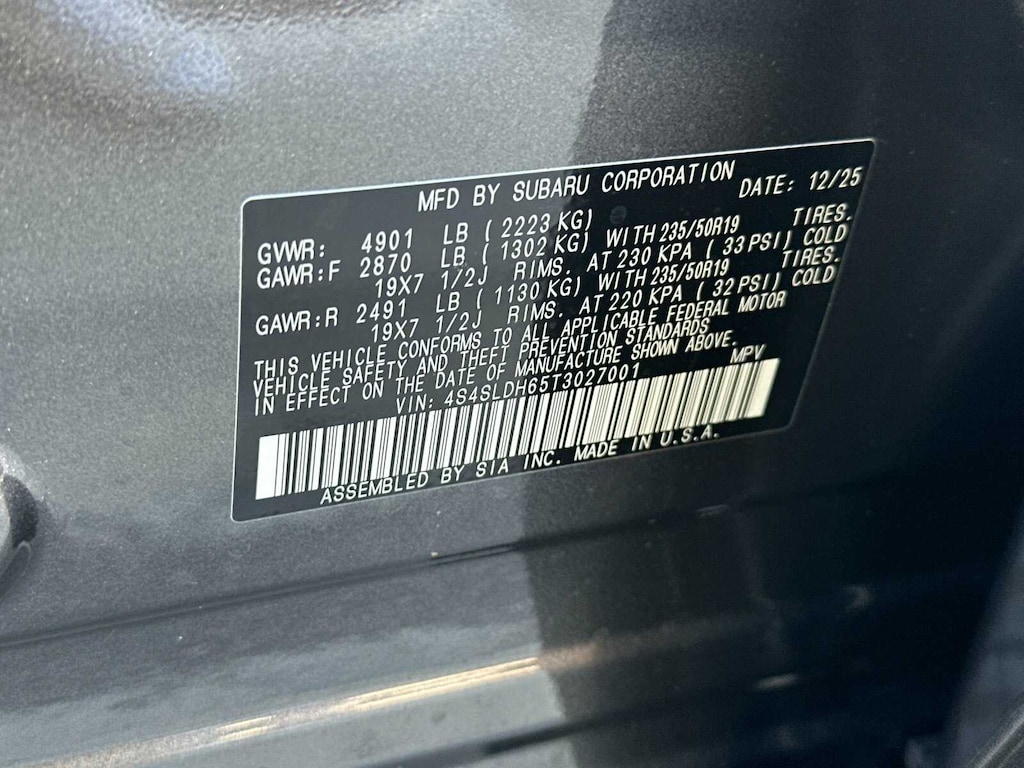 MFD BY SUBARU CORPORATION DATE: 12/25
GVWR: 4901 LB ( 2223 KG)
GAWR:F 2870 LB ( 1302 KG) WITH 235/50R19 TIRES.
19X7 1/2J RIMS. AT 230 KPA ( 33 PSI) COLD
GAWR:R 2491 LB ( 1130 KG) WITH 235/50R19 TIRES.
19X7 1/2J RIMS. AT 220 KPA ( 32 PSI) COLD
THIS VEHICLE CONFORMS TO ALL APPLICABLE FEDERAL MOTOR
VEHICLE SAFETY AND THEFT PREVENTION STANDARDS
IN EFFECT ON THE DATE OF MANUFACTURE SHOWN ABOVE.
VIN: 4S4SLDH65T3027001 MPV
ASSEMBLED BY SIA INC. MADE IN U.S.A.